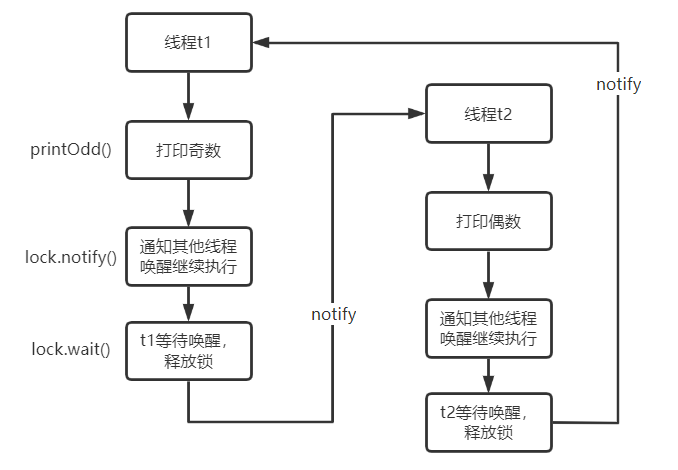 线程t1
printOdd()
打印奇数
lock.notify()
通知其他线程
唤醒继续执行
lock.wait()
t1等待唤醒，
释放锁
notify
线程t2
打印偶数
通知其他线程
唤醒继续执行
t2等待唤醒，
释放锁
notify